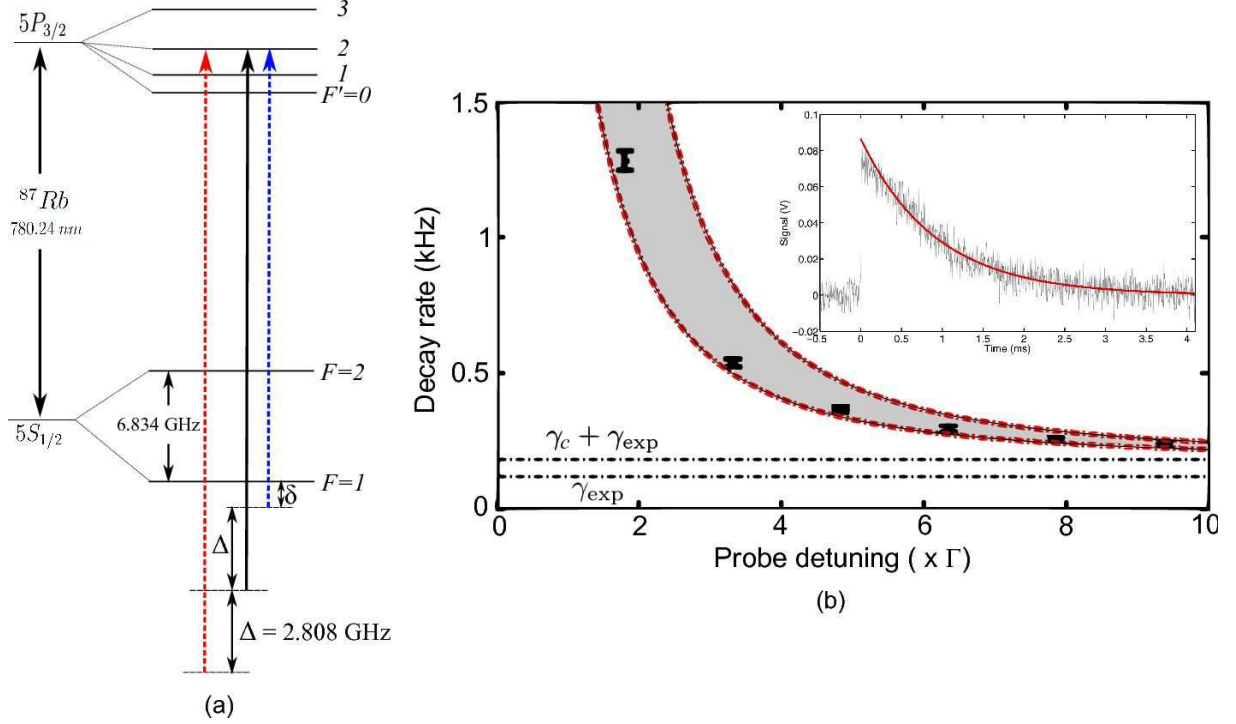 3
5P3/2
2
1
F'=0
87Rb
780.24 nm
F=2
6.834 GHz
5S1/2
F=1
δ
Δ
Δ = 2.808 GHz
(a)
1.5
1
0.5
0
Decay rate (kHz)
0 2 4 6 8 10
Probe detuning ( x Γ)
γc + γexp
γexp
0.1
0.08
0.06
0.04
0.02
0
−0.02
Signal (V)
−0.5 0 0.5 1 1.5 2 2.5 3 3.5 4
Time (ms)
(b)